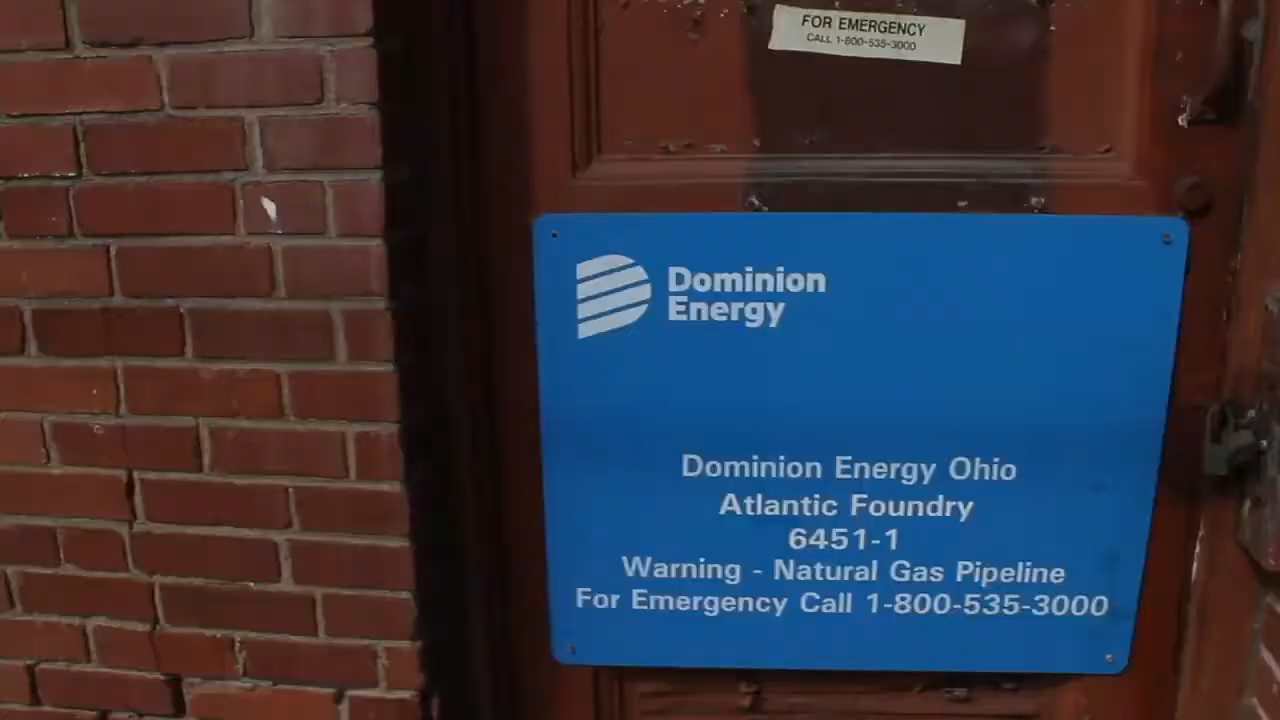 FOR EMERGENCY
CALL 1-800-535-3000
Dominion
Energy
Dominion Energy Ohio
Atlantic Foundry
6451-1
Warning - Natural Gas Pipeline
For Emergency Call 1-800-535-3000